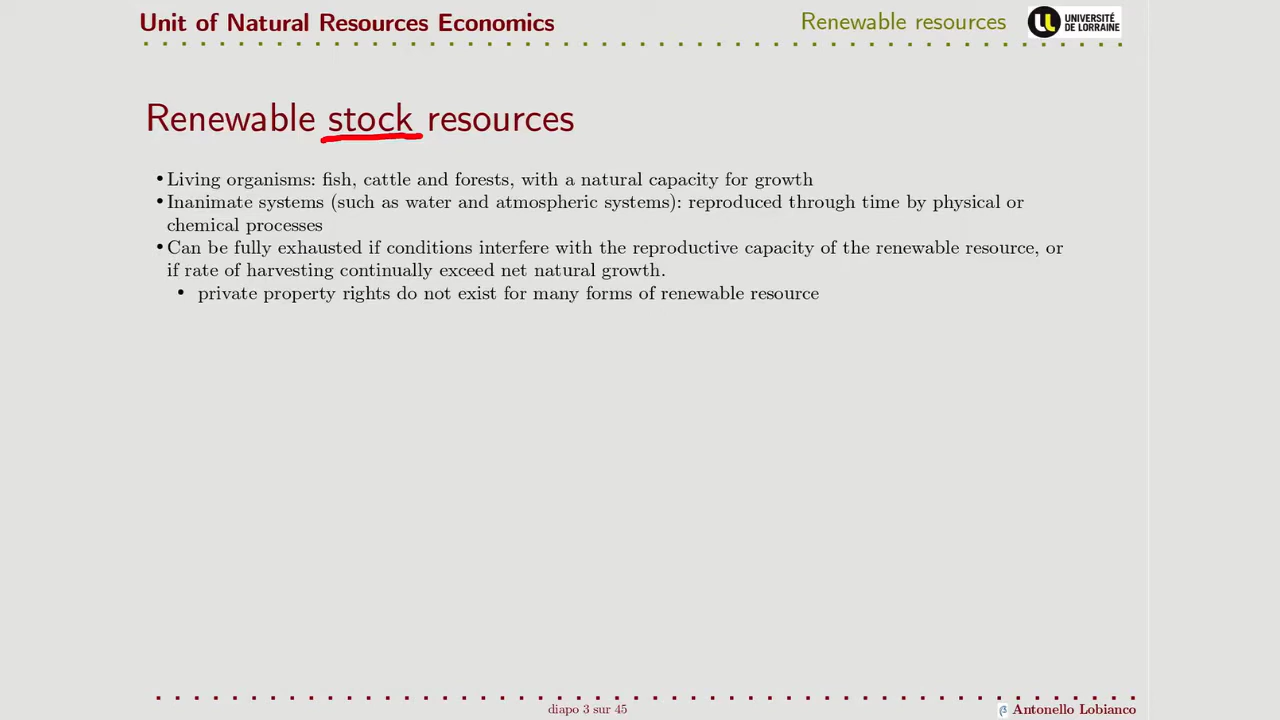 Unit of Natural Resources Economics
Renewable resources
UNIVERSITÉ
DE LORRAINE
Renewable stock resources
• Living organisms: fish, cattle and forests, with a natural capacity for growth
• Inanimate systems (such as water and atmospheric systems): reproduced through time by physical or
chemical processes
• Can be fully exhausted if conditions interfere with the reproductive capacity of the renewable resource, or
if rate of harvesting continually exceed net natural growth.
• private property rights do not exist for many forms of renewable resource
diapo 3 sur 45
Antonello Lobianco